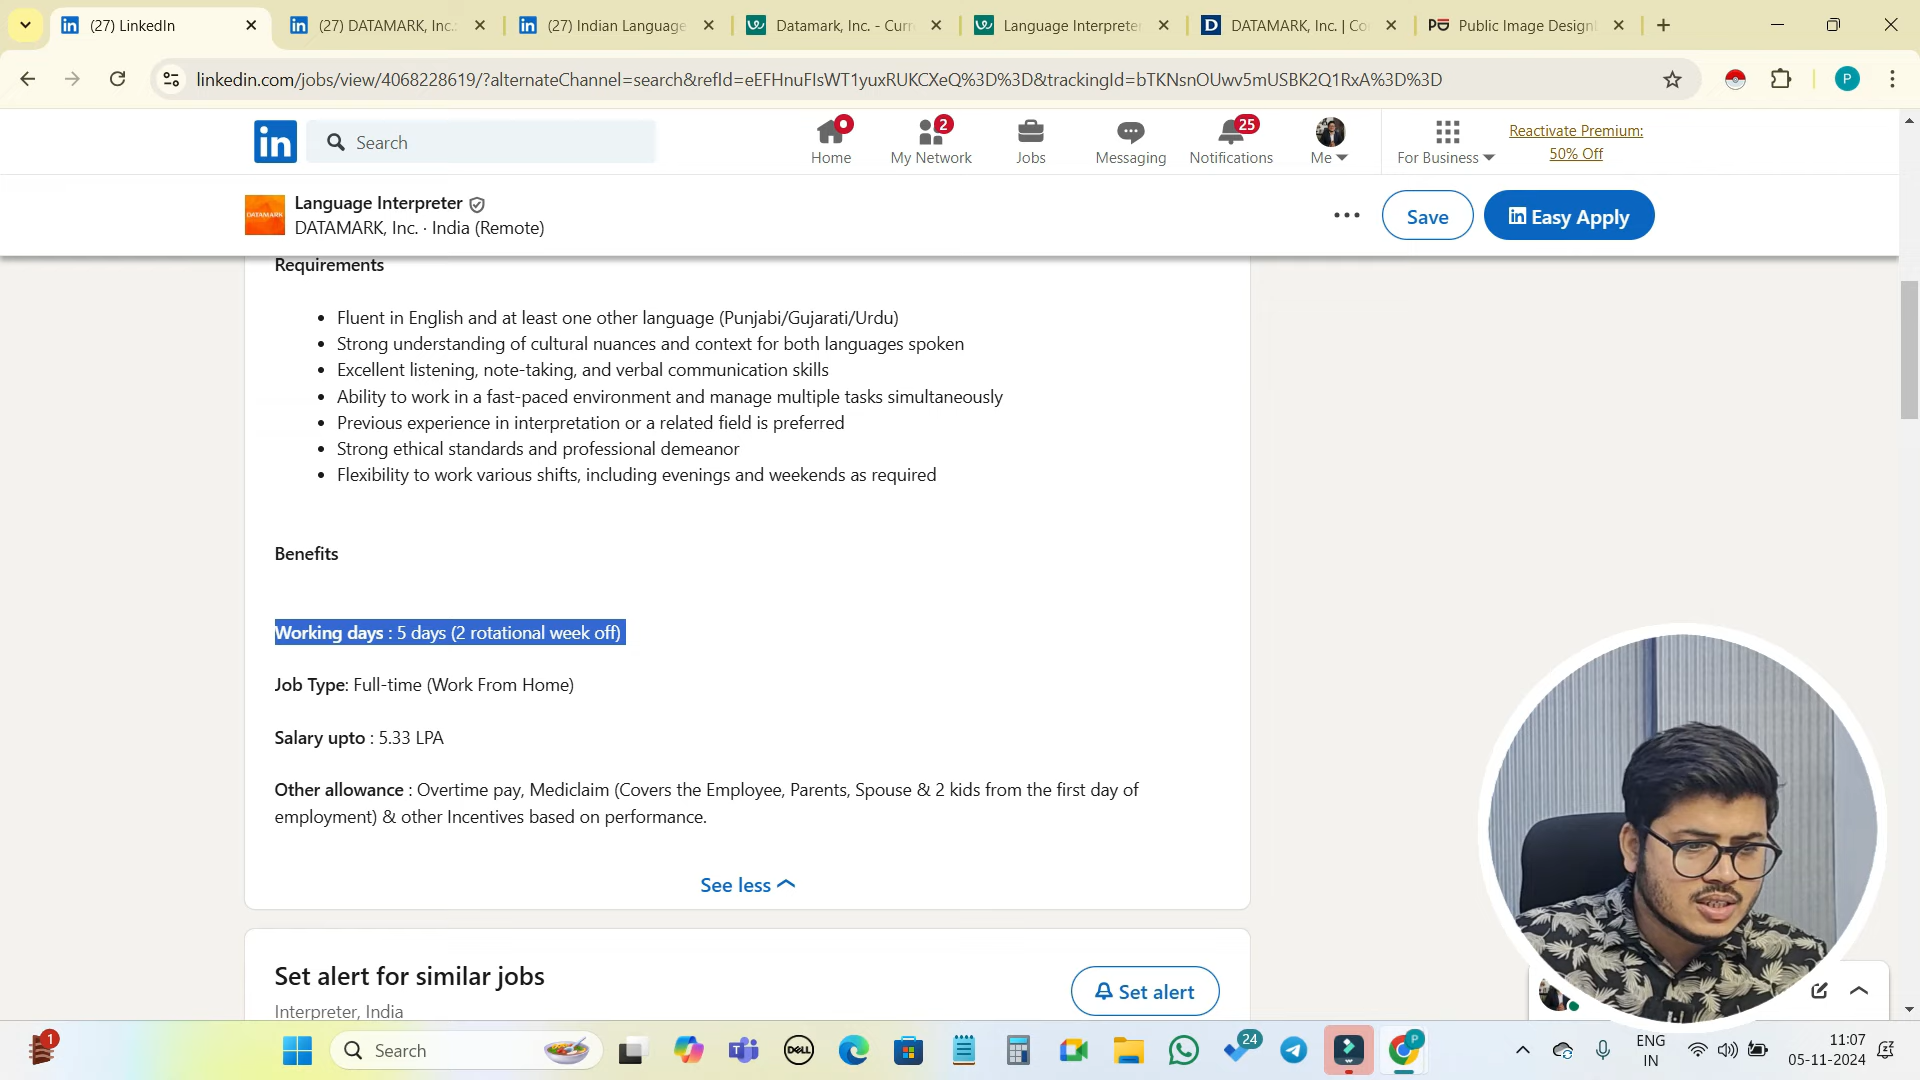 (27) LinkedIn
(27) DATAMARK, Inc.:
(27) Indian Language
Datamark, Inc. - Curr
Language Interpreter
DATAMARK, Inc. | Co
Public Image Design
linkedin.com/jobs/view/4068228619/?alternateChannel=search&refId=eEFHnuFIsWT1yuxRUKCXeQ%3D%3D&trackingId=bTKNsnOUwv5mUSBK2Q1RxA%3D%3D
P
in
Search
Home
2
My Network
Jobs
Messaging
25
Notifications
Me
For Business
Reactivate Premium:
50% Off
DATAMARK
Language Interpreter
DATAMARK, Inc. · India (Remote)
Save
in Easy Apply
Requirements
• Fluent in English and at least one other language (Punjabi/Gujarati/Urdu)
• Strong understanding of cultural nuances and context for both languages spoken
• Excellent listening, note-taking, and verbal communication skills
• Ability to work in a fast-paced environment and manage multiple tasks simultaneously
• Previous experience in interpretation or a related field is preferred
• Strong ethical standards and professional demeanor
• Flexibility to work various shifts, including evenings and weekends as required
Benefits
Working days : 5 days (2 rotational week off)
Job Type: Full-time (Work From Home)
Salary upto : 5.33 LPA
Other allowance : Overtime pay, Mediclaim (Covers the Employee, Parents, Spouse & 2 kids from the first day of
employment) & other Incentives based on performance.
See less
Set alert for similar jobs
Set alert
Interpreter, India
1
Search
DELL
24
P
ENG
IN
11:07
05-11-2024